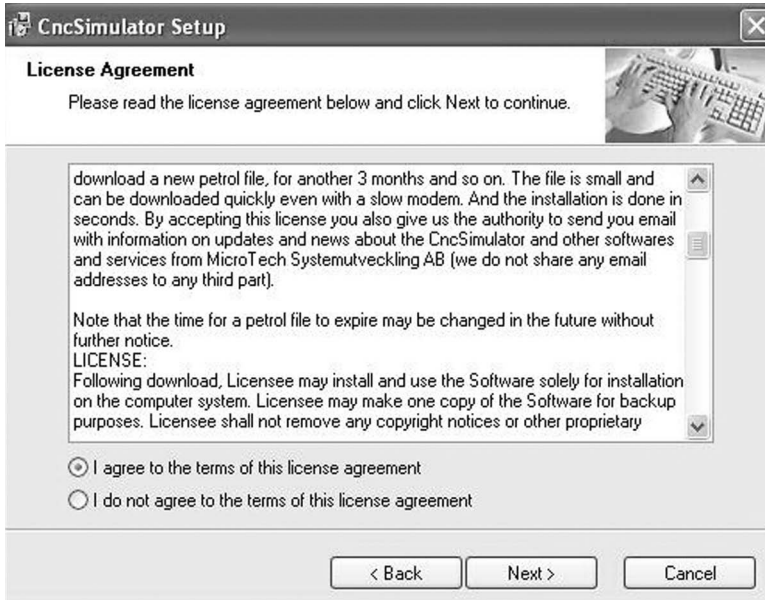 CncSimulator Setup
License Agreement
Please read the license agreement below and click Next to continue.
download a new petrol file, for another 3 months and so on. The file is small and
can be downloaded quickly even with a slow modem. And the installation is done in
seconds. By accepting this license you also give us the authority to send you email
with information on updates and news about the CncSimulator and other softwares
and services from MicroTech Systemutveckling AB (we do not share any email
addresses to any third part).
Note that the time for a petrol file to expire may be changed in the future without
further notice.
LICENSE:
Following download, Licensee may install and use the Software solely for installation
on the computer system. Licensee may make one copy of the Software for backup
purposes. Licensee shall not remove any copyright notices or other proprietary
I agree to the terms of this license agreement
I do not agree to the terms of this license agreement
< Back Next > Cancel